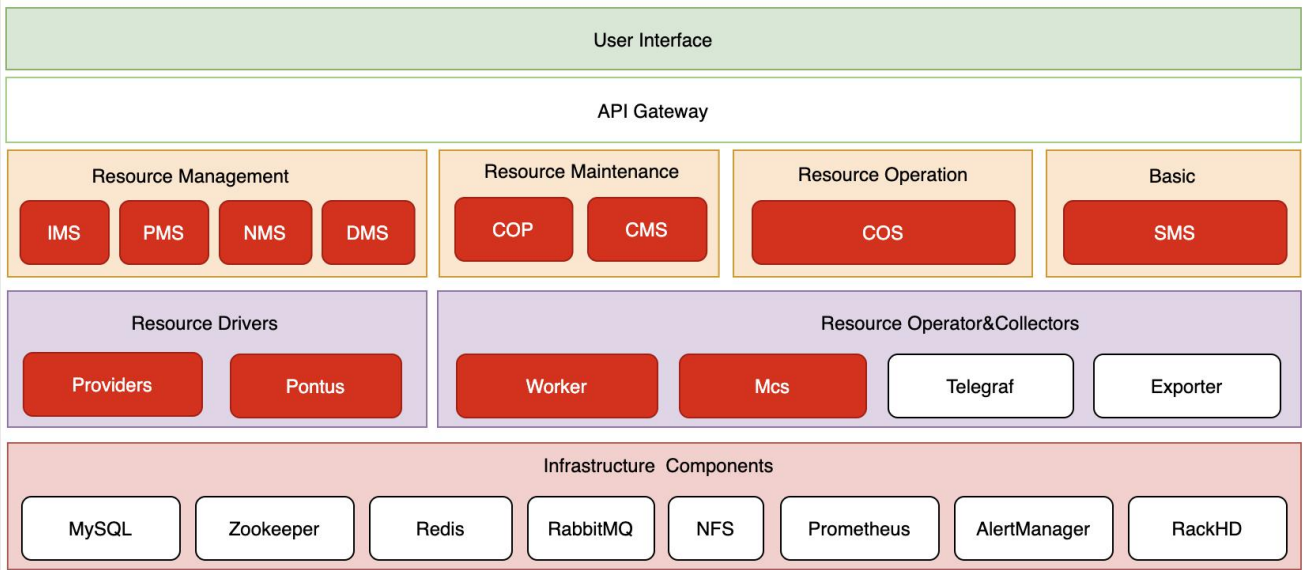 User Interface
API Gateway
Resource Management
IMS
PMS
NMS
DMS
Resource Maintenance
COP
CMS
Resource Operation
COS
Basic
SMS
Resource Drivers
Providers
Pontus
Resource Operator&Collectors
Worker
Mcs
Telegraf
Exporter
Infrastructure Components
MySQL
Zookeeper
Redis
RabbitMQ
NFS
Prometheus
AlertManager
RackHD